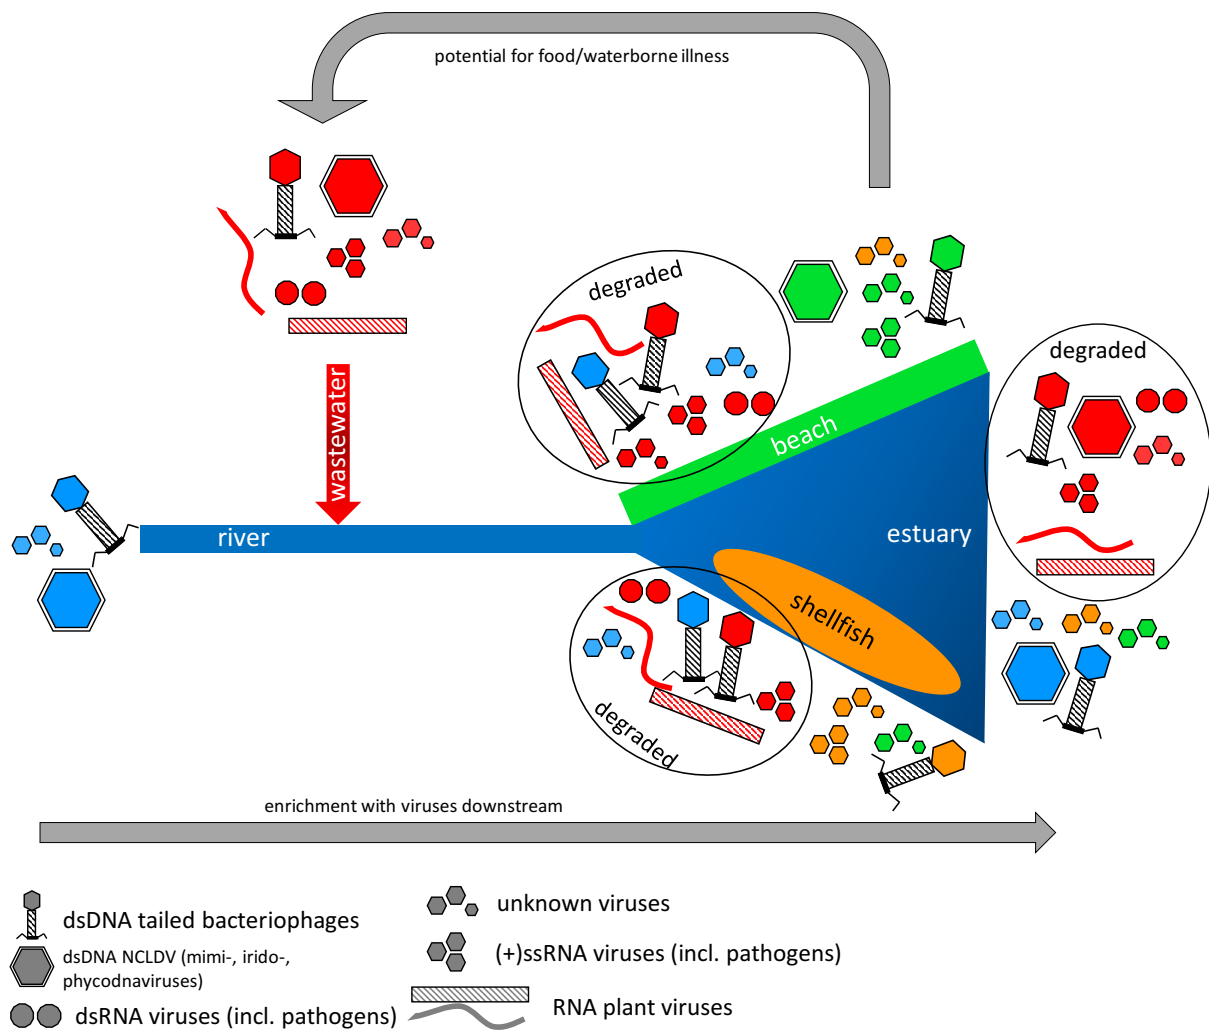 potential for food/waterborne illness
degraded
degraded
wastewater
beach
river
estuary
shellfish
degraded
enrichment with viruses downstream
dsDNA tailed bacteriophages
dsDNA NCLDV (mimi-, irido-,
phycodnaviruses)
dsRNA viruses (incl. pathogens)
unknown viruses
(+)ssRNA viruses (incl. pathogens)
RNA plant viruses